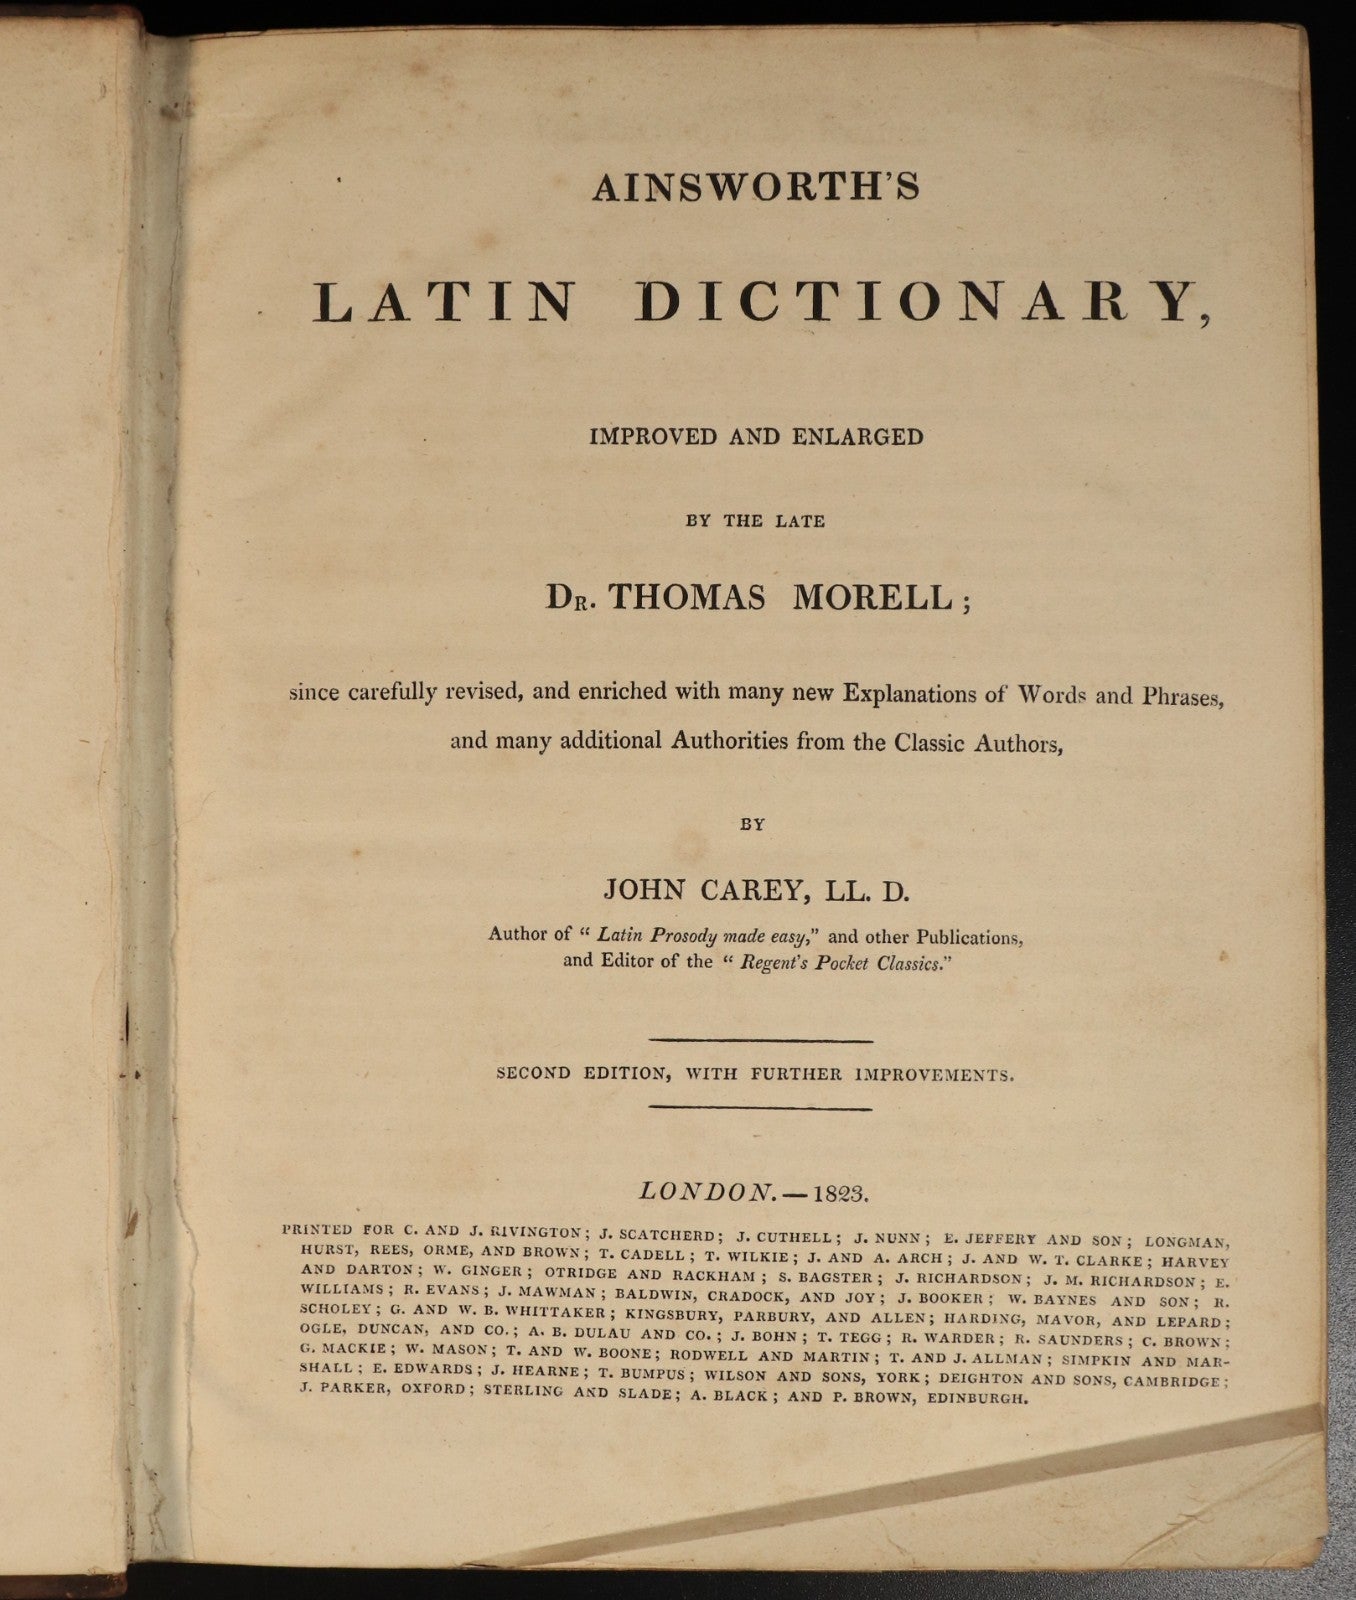 AINSWORTH'S
LATIN DICTIONARY,
IMPROVED AND ENLARGED
BY THE LATE
DR. THOMAS MORELL;
since carefully revised, and enriched with many new Explanations of Words and Phrases,
and many additional Authorities from the Classic Authors,
BY
JOHN CAREY, LL. D.
Author of “ Latin Prosody made easy,” and other Publications,
and Editor of the “ Regent's Pocket Classics.”
SECOND EDITION, WITH FURTHER IMPROVEMENTS.
LONDON.—1823.
PRINTED FOR C. AND J. RIVINGTON; J. SCATCHERD; J. CUTHELL; J. NUNN; E. JEFFERY AND SON; LONGMAN,
HURST, REES, ORME, AND BROWN; T. CADELL; T. WILKIE; J. AND A. ARCH; J. AND W. T. CLARKE; HARVEY
AND DARTON; W. GINGER; OTRIDGE AND RACKHAM; S. BAGSTER; J. RICHARDSON; J. M. RICHARDSON; E.
WILLIAMS; R. EVANS; J. MAWMAN; BALDWIN, CRADOCK, AND JOY; J. BOOKER; W. BAYNES AND SON; R.
SCHOLEY; G. AND W. B. WHITTAKER; KINGSBURY, PARBURY, AND ALLEN; HARDING, MAVOR, AND LEPARD;
OGLE, DUNCAN, AND CO.; A. B. DULAU AND CO.; J. BOHN; T. TEGG; R. WARDER; R. SAUNDERS; C. BROWN;
G. MACKIE; W. MASON; T. AND W. BOONE; RODWELL AND MARTIN; T. AND J. ALLMAN; SIMPKIN AND MAR-
SHALL; E. EDWARDS; J. HEARNE; T. BUMPUS; WILSON AND SONS, YORK; DEIGHTON AND SONS, CAMBRIDGE;
J. PARKER, OXFORD; STERLING AND SLADE; A. BLACK; AND P. BROWN, EDINBURGH.